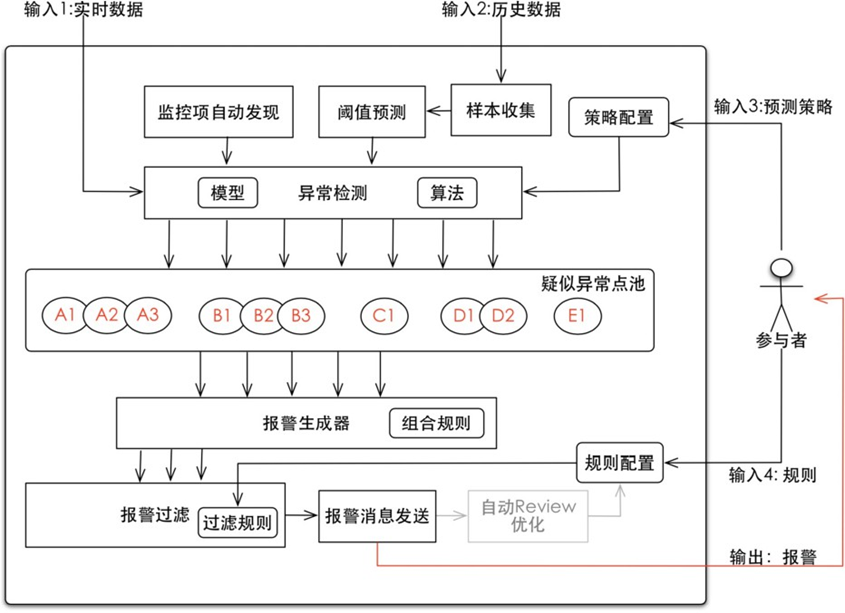 输入1:实时数据
输入2:历史数据
监控项自动发现
阈值预测
样本收集
策略配置
输入3:预测策略
模型
异常检测
算法
疑似异常点池
A1
A2
A3
B1
B2
B3
C1
D1
D2
E1
参与者
报警生成器
组合规则
规则配置
输入4: 规则
报警过滤
过滤规则
报警消息发送
自动Review
优化
输出：报警